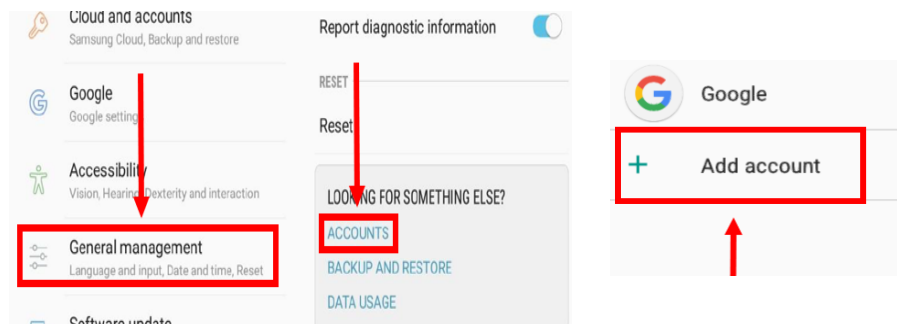 Cloud and accounts
Samsung Cloud, Backup and restore
Google
Google settings
Accessibility
Vision, Hearing, Dexterity and interaction
General management
Language and input, Date and time, Reset
Software update
Report diagnostic information
RESET
Reset
LOOKING FOR SOMETHING ELSE?
ACCOUNTS
BACKUP AND RESTORE
DATA USAGE
Google
Add account